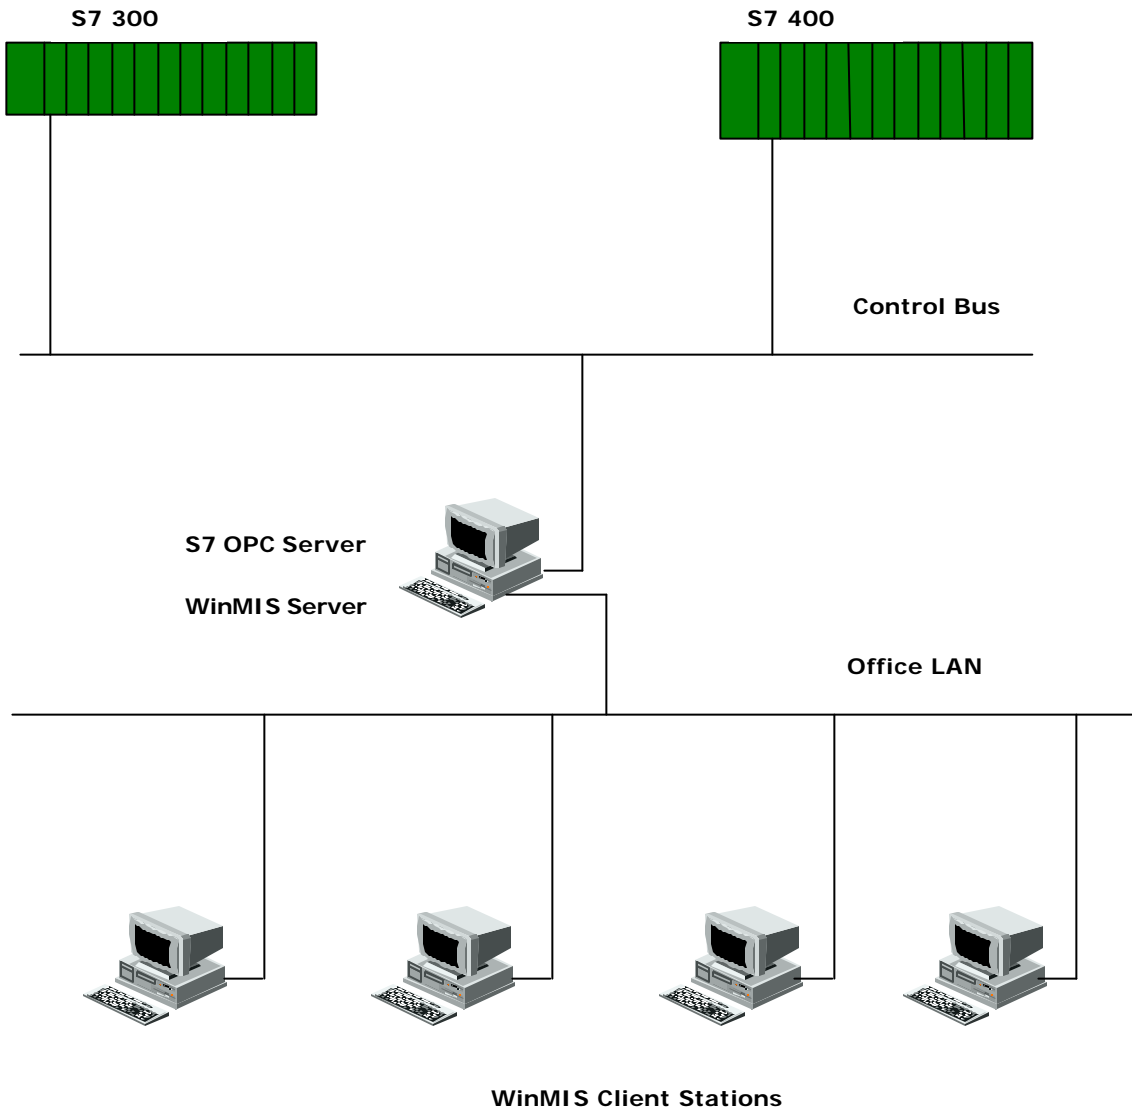 S7 300
S7 400
Control Bus
S7 OPC Server
WinMIS Server
Office LAN
WinMIS Client Stations